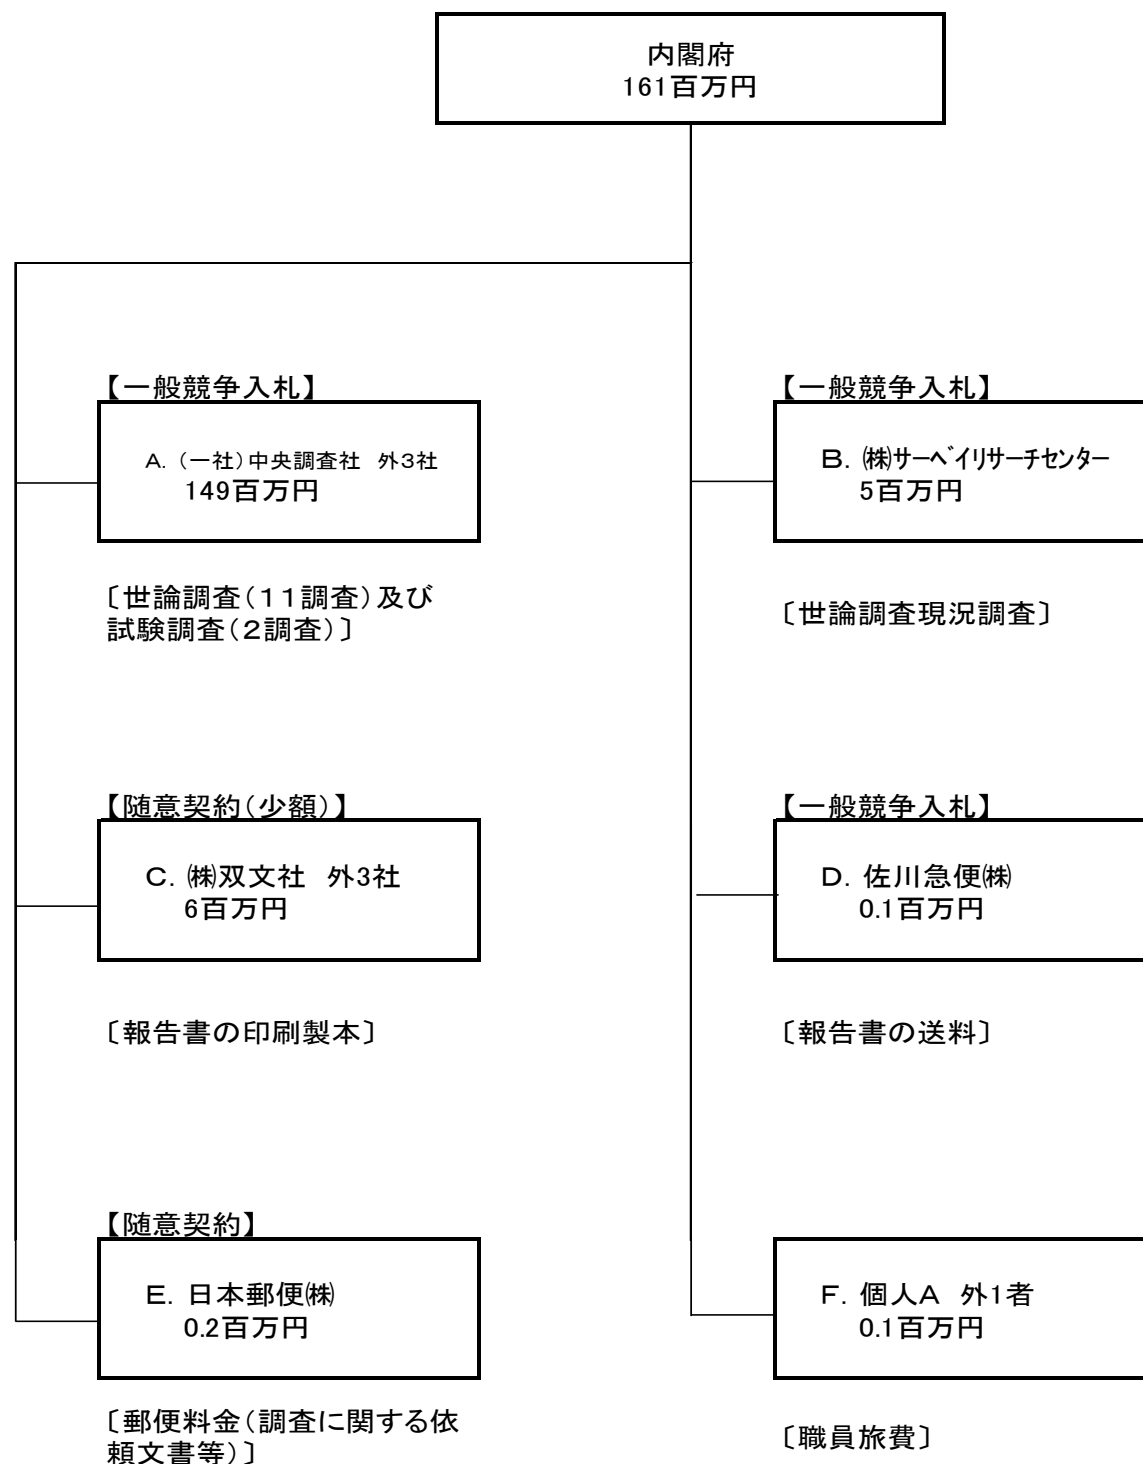 内閣府
161百万円
【一般競争入札】
A.（一社）中央調査社　外3社
149百万円
〔世論調査（１１調査）及び
試験調査（２調査）〕
【一般競争入札】
Ｂ．㈱サーベイリサーチセンター
5百万円
〔世論調査現況調査〕
【随意契約（少額）】
Ｃ．㈱双文社　外3社
6百万円
〔報告書の印刷製本〕
【一般競争入札】
Ｄ．佐川急便㈱
0.1百万円
〔報告書の送料〕
【随意契約】
Ｅ．日本郵便㈱
0.2百万円
〔郵便料金（調査に関する依
頼文書等）〕
Ｆ．個人Ａ　外1者
0.1百万円
〔職員旅費〕